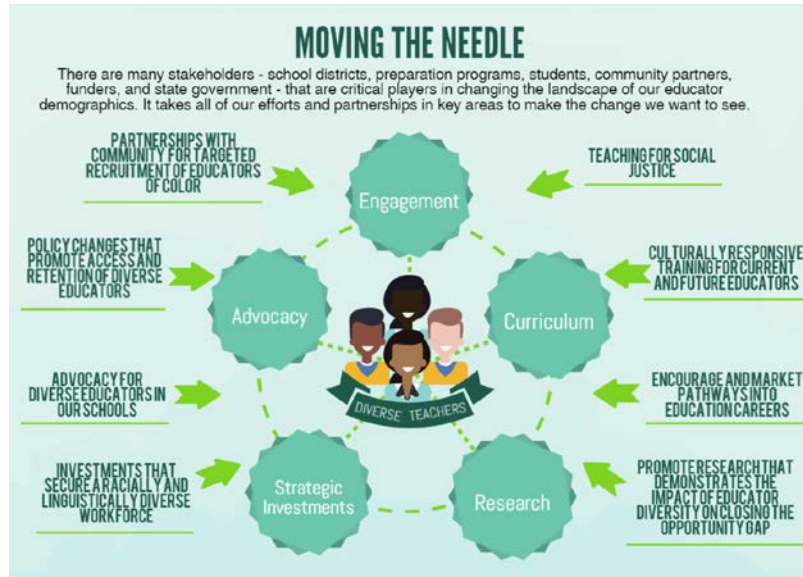 MOVING THE NEEDLE
There are many stakeholders - school districts, preparation programs, students, community partners,
funders, and state government - that are critical players in changing the landscape of our educator
demographics. It takes all of our efforts and partnerships in key areas to make the change we want to see.
PARTNERSHIPS WITH
COMMUNITY FOR TARGETED
RECRUITMENT OF EDUCATORS
OF COLOR
Engagement
TEACHING FOR SOCIAL
JUSTICE
POLICY CHANGES THAT
PROMOTE ACCESS AND
RETENTION OF DIVERSE
EDUCATORS
Advocacy
Curriculum
CULTURALLY RESPONSIVE
TRAINING FOR CURRENT
AND FUTURE EDUCATORS
ADVOCACY FOR
DIVERSE EDUCATORS IN
OUR SCHOOLS
DIVERSE TEACHERS
ENCOURAGE AND MARKET
PATHWAYS INTO
EDUCATION CAREERS
INVESTMENTS THAT
SECURE A RACIALLY AND
LINGUISTICALLY DIVERSE
WORKFORCE
Strategic
Investments
Research
PROMOTE RESEARCH THAT
DEMONSTRATES THE
IMPACT OF EDUCATOR
DIVERSITY ON CLOSING THE
OPPORTUNITY GAP